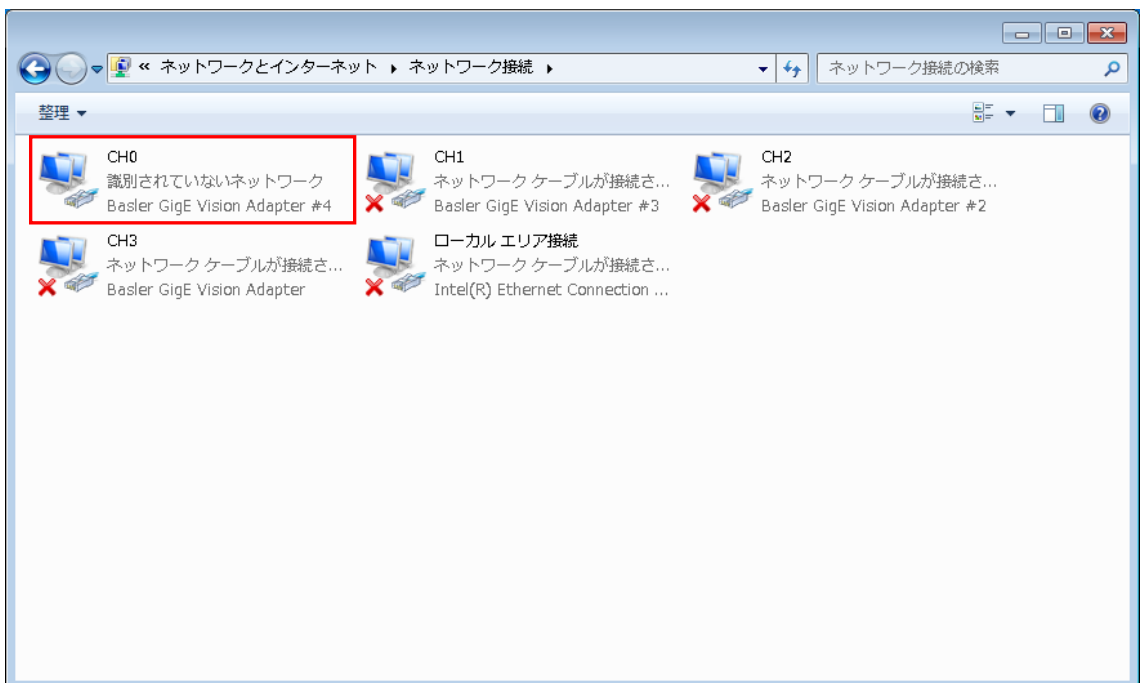 « ネットワークとインターネット ▸ ネットワーク接続 ▸
ネットワーク接続の検索
整理
CH0
識別されていないネットワーク
Basler GigE Vision Adapter #4
CH1
ネットワーク ケーブルが接続さ...
Basler GigE Vision Adapter #3
CH2
ネットワーク ケーブルが接続さ...
Basler GigE Vision Adapter #2
CH3
ネットワーク ケーブルが接続さ...
Basler GigE Vision Adapter
ローカル エリア接続
ネットワーク ケーブルが接続さ...
Intel(R) Ethernet Connection ...